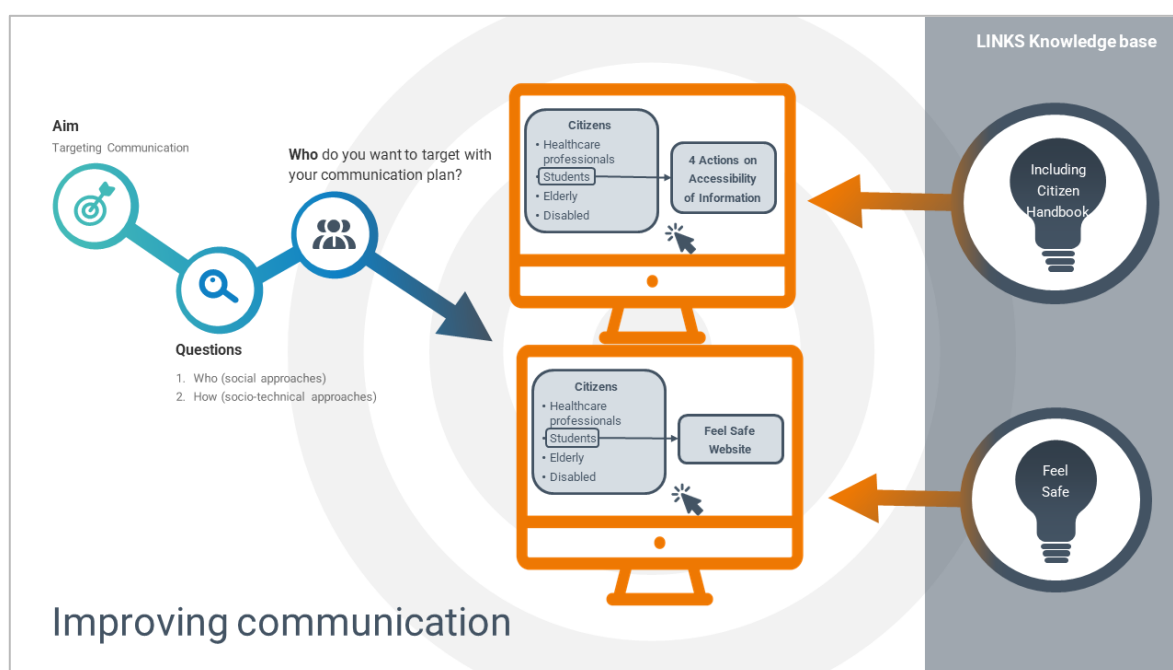 LINKS Knowledge base
Aim
Targeting Communication
Who do you want to target with
your communication plan?
Questions
1. Who (social approaches)
2. How (socio-technical approaches)
Citizens
• Healthcare
professionals
• Students
• Elderly
• Disabled
4 Actions on
Accessibility
of Information
Including
Citizen
Handbook
Citizens
• Healthcare
professionals
• Students
• Elderly
• Disabled
Feel Safe
Website
Feel
Safe
Improving communication